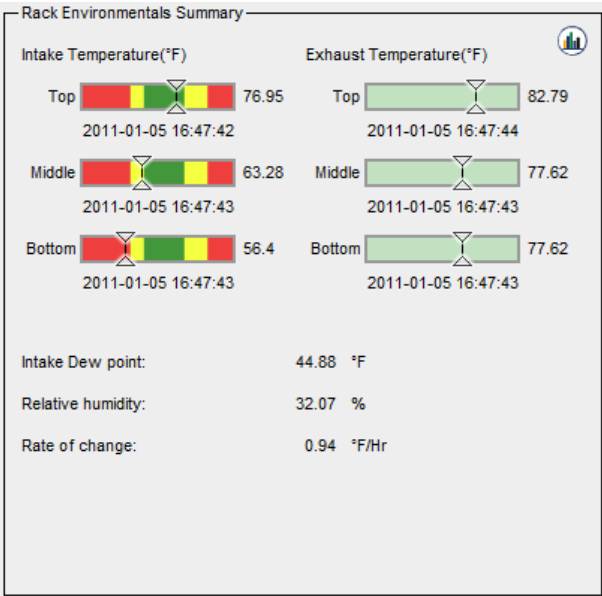 Rack Environmentals Summary
Intake Temperature(°F) Exhaust Temperature(°F)
Top 76.95 Top 82.79
2011-01-05 16:47:42 2011-01-05 16:47:44
Middle 63.28 Middle 77.62
2011-01-05 16:47:43 2011-01-05 16:47:43
Bottom 56.4 Bottom 77.62
2011-01-05 16:47:43 2011-01-05 16:47:43
Intake Dew point: 44.88 °F
Relative humidity: 32.07 %
Rate of change: 0.94 °F/Hr